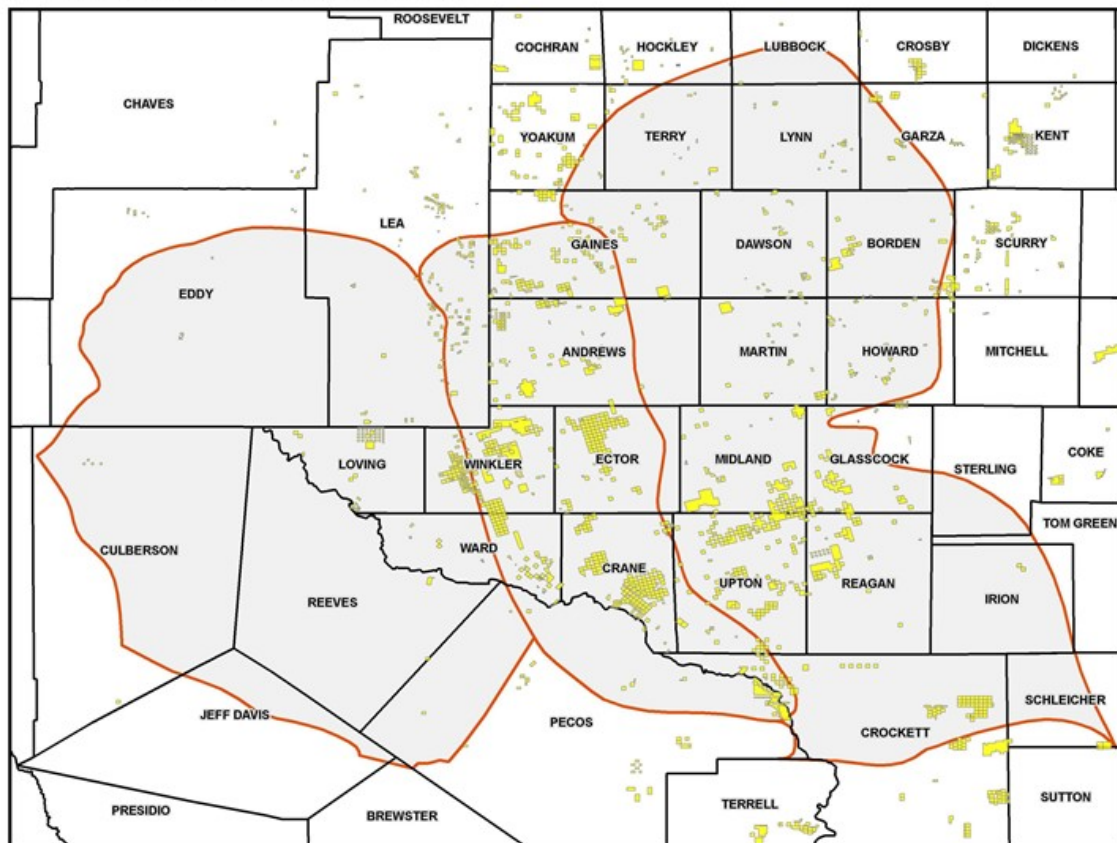 ROOSEVELT
COCHRAN
HOCKLEY
LUBBOCK
CROSBY
DICKENS
CHAVES
YOAKUM
TERRY
LYNN
GARZA
KENT
LEA
GAINES
DAWSON
BORDEN
SCURRY
EDDY
ANDREWS
MARTIN
HOWARD
MITCHELL
LOVING
WINKLER
ECTOR
MIDLAND
GLASSCOCK
STERLING
COKE
TOM GREEN
CULBERSON
WARD
CRANE
UPTON
REAGAN
IRION
REEVES
JEFF DAVIS
PECOS
CROCKETT
SCHLEICHER
PRESIDIO
BREWSTER
TERRELL
SUTTON